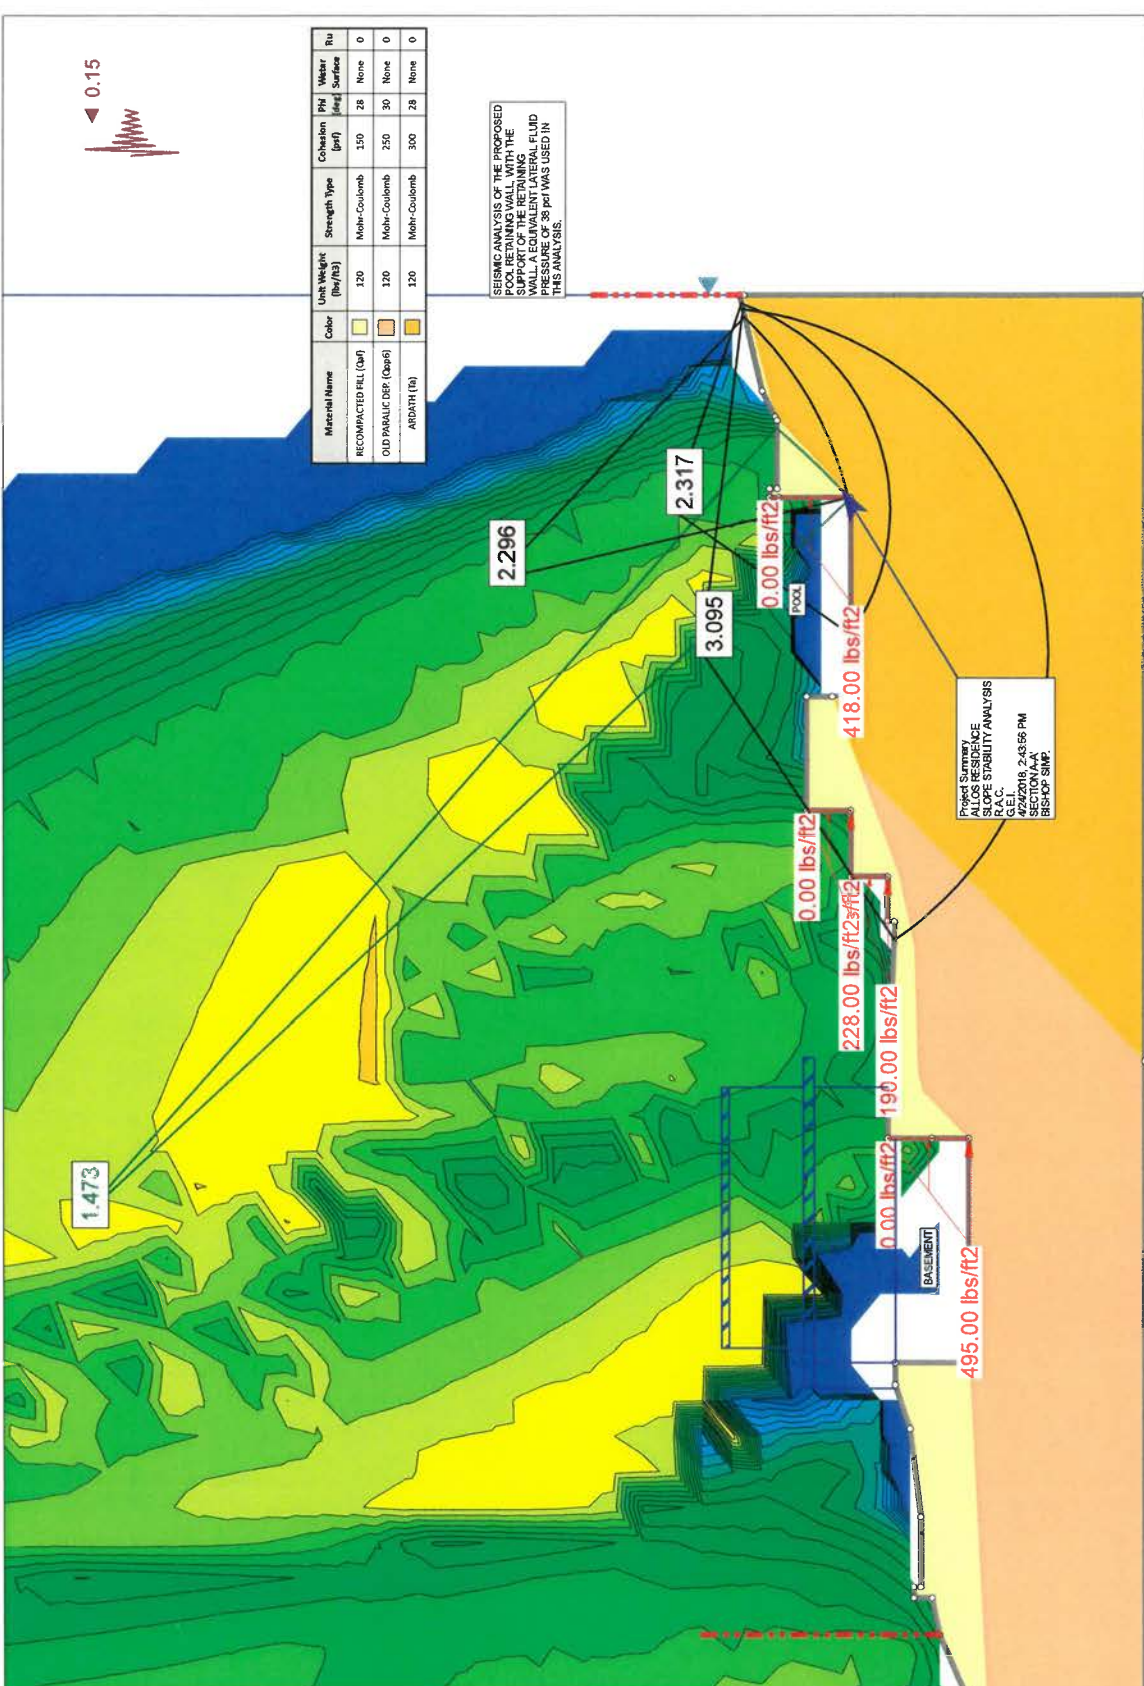 0.15
Material Name Color Unit Weight (lbs/ft3) Strength Type Cohesion (psf) Phi (deg) Water Surface Ru
RECOMPACTED FILL (Qaf) 120 Mohr-Coulomb 150 28 None 0
OLD PARALIC DEP. (Qop6) 120 Mohr-Coulomb 250 30 None 0
ARDATH (Ta) 120 Mohr-Coulomb 300 28 None 0
SEISMIC ANALYSIS OF THE PROPOSED
POOL RETAINING WALL, WITH THE
SUPPORT OF THE RETAINING
WALL. A EQUIVALENT LATERAL FLUID
PRESSURE OF 38 pcf WAS USED IN
THIS ANALYSIS.
1.473
2.296
2.317
3.095
0.00 lbs/ft2
POOL
418.00 lbs/ft2
0.00 lbs/ft2
228.00 lbs/ft2
190.00 lbs/ft2
0.00 lbs/ft2
BASEMENT
495.00 lbs/ft2
Project Summary
ALLOS RESIDENCE
SLOPE STABILITY ANALYSIS
R.A.C.
G.E.I.
4/24/2018, 2:43:56 PM
SECTION A-A'
BISHOP SIMP.